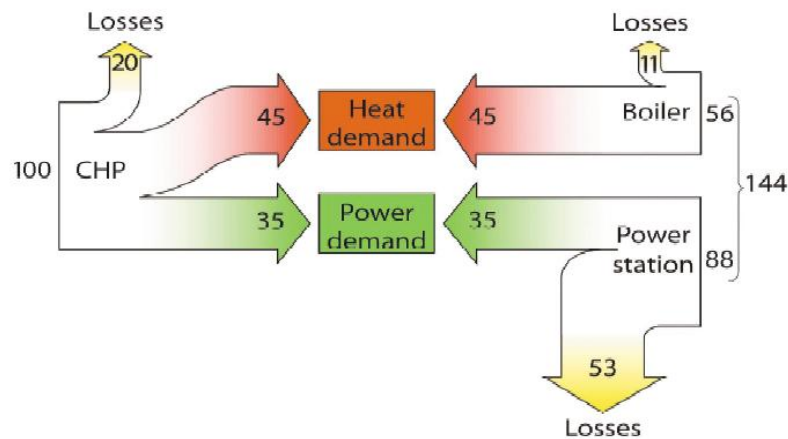 Losses
20
45
100
CHP
35
Heat
demand
Power
demand
Losses
11
45
Boiler
56
144
35
Power
station
88
53
Losses